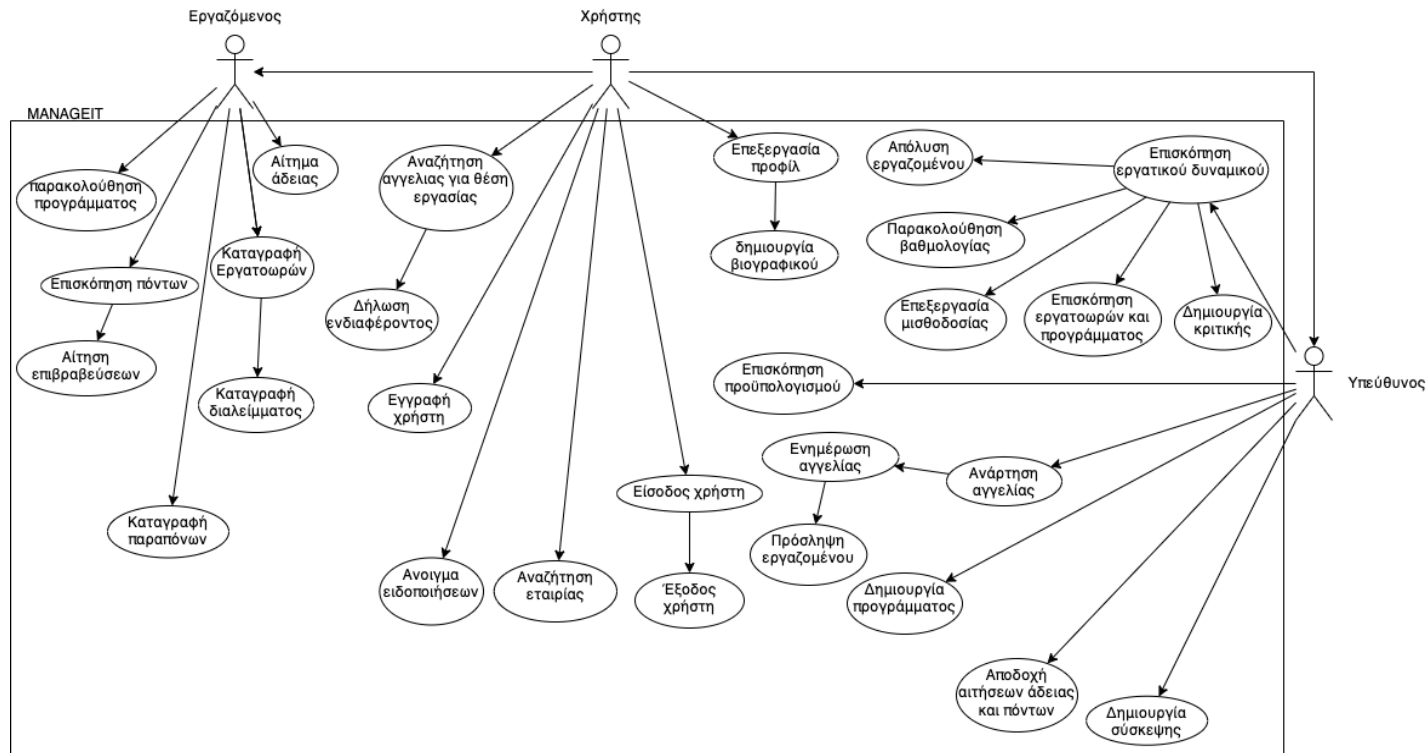 Εργαζόμενος
Χρήστης
MANAGEIT
παρακολούθηση
προγράμματος
Αίτημα
άδειας
Επισκόπηση πόντων
Καταγραφή
Εργατοωρών
Αίτηση
επιβραβεύσεων
Καταγραφή
διαλείμματος
Καταγραφή
παραπόνων
Αναζήτηση
αγγελιας για θέση
εργασίας
Δήλωση
ενδιαφέροντος
Εγγραφή
χρήστη
Ανοιγμα
ειδοποιήσεων
Αναζήτηση
εταιρίας
Είσοδος χρήστη
Έξοδος
χρήστη
Επεξεργασία
προφίλ
δημιουργία
βιογραφικού
Απόλυση
εργαζομένου
Επισκόπηση
εργατικού δυναμικού
Παρακολούθηση
βαθμολογίας
Επεξεργασία
μισθοδοσίας
Επισκόπηση
εργατοωρών και
προγράμματος
Δημιουργία
κριτικής
Επισκόπηση
προϋπολογισμού
Υπεύθυνος
Ενημέρωση
αγγελίας
Ανάρτηση
αγγελίας
Πρόσληψη
εργαζομένου
Δημιουργία
προγράμματος
Αποδοχή
αιτήσεων άδειας
και πόντων
Δημιουργία
σύσκεψης